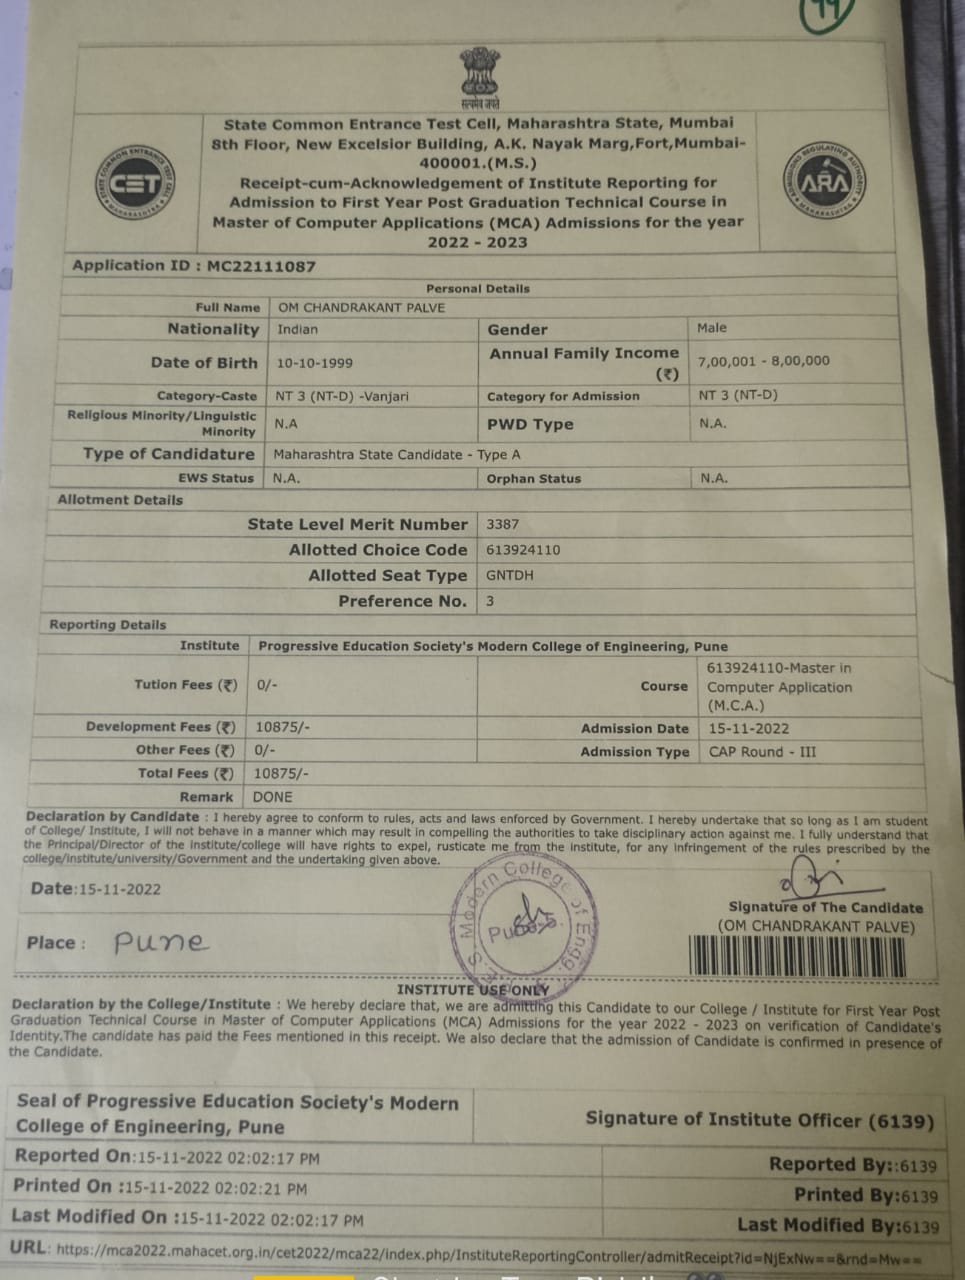 44
सत्यमेव जयते
STATE COMMON ENTRANCE TEST CELL
CET
MAHARASHTRA
State Common Entrance Test Cell, Maharashtra State, Mumbai
8th Floor, New Excelsior Building, A.K. Nayak Marg,Fort,Mumbai-
400001.(M.S.)
Receipt-cum-Acknowledgement of Institute Reporting for
Admission to First Year Post Graduation Technical Course in
Master of Computer Applications (MCA) Admissions for the year
2022 - 2023
ADMISSIONS REGULATING AUTHORITY
ARA
MAHARASHTRA
Application ID : MC22111087
Personal Details
Full Name OM CHANDRAKANT PALVE
Nationality Indian Gender Male
Date of Birth 10-10-1999 Annual Family Income (₹) 7,00,001 - 8,00,000
Category-Caste NT 3 (NT-D) -Vanjari Category for Admission NT 3 (NT-D)
Religious Minority/Linguistic
Minority N.A PWD Type N.A.
Type of Candidature Maharashtra State Candidate - Type A
EWS Status N.A. Orphan Status N.A.
Allotment Details
State Level Merit Number 3387
Allotted Choice Code 613924110
Allotted Seat Type GNTDH
Preference No. 3
Reporting Details
Institute Progressive Education Society's Modern College of Engineering, Pune
Tution Fees (₹) 0/- Course 613924110-Master in
Computer Application
(M.C.A.)
Development Fees (₹) 10875/- Admission Date 15-11-2022
Other Fees (₹) 0/- Admission Type CAP Round - III
Total Fees (₹) 10875/-
Remark DONE
Declaration by Candidate : I hereby agree to conform to rules, acts and laws enforced by Government. I hereby undertake that so long as I am student
of College/ Institute, I will not behave in a manner which may result in compelling the authorities to take disciplinary action against me. I fully understand that
the Principal/Director of the institute/college will have rights to expel, rusticate me from the institute, for any infringement of the rules prescribed by the
college/institute/university/Government and the undertaking given above.
Date:15-11-2022
P.E.S. Modern College of Engg.
Signature of The Candidate
(OM CHANDRAKANT PALVE)
Place : Pune
INSTITUTE USE ONLY
Declaration by the College/Institute : We hereby declare that, we are admitting this Candidate to our College / Institute for First Year Post
Graduation Technical Course in Master of Computer Applications (MCA) Admissions for the year 2022 - 2023 on verification of Candidate's
Identity.The candidate has paid the Fees mentioned in this receipt. We also declare that the admission of Candidate is confirmed in presence of
the Candidate.
Seal of Progressive Education Society's Modern
College of Engineering, Pune
Signature of Institute Officer (6139)
Reported On:15-11-2022 02:02:17 PM Reported By::6139
Printed On :15-11-2022 02:02:21 PM Printed By:6139
Last Modified On :15-11-2022 02:02:17 PM Last Modified By:6139
URL: https://mca2022.mahacet.org.in/cet2022/mca22/index.php/InstituteReportingController/admitReceipt?id=NjExNw==&rnd=Mw==